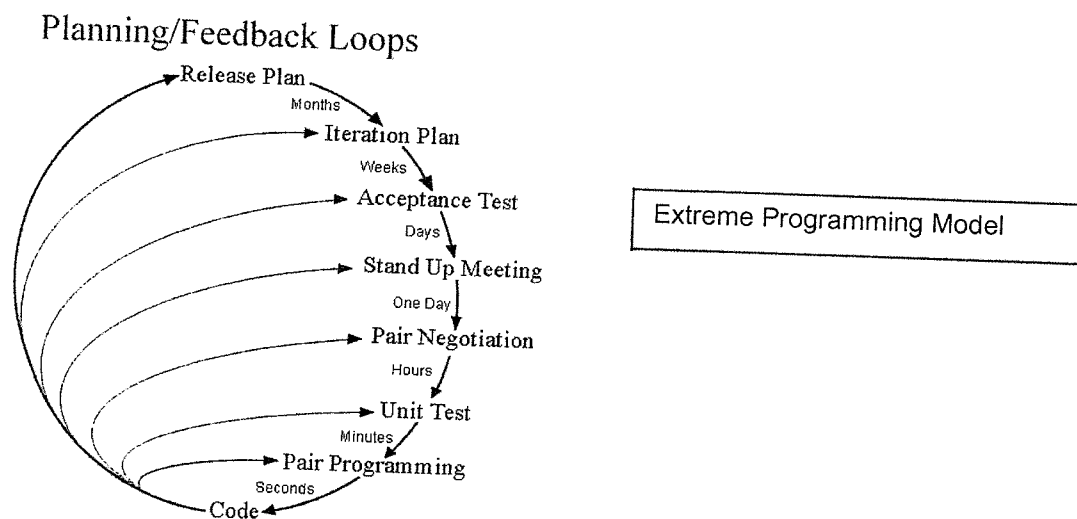 Planning/Feedback Loops
Release Plan
Months
Iteration Plan
Weeks
Acceptance Test
Days
Stand Up Meeting
One Day
Pair Negotiation
Hours
Unit Test
Minutes
Pair Programming
Seconds
Code
Extreme Programming Model